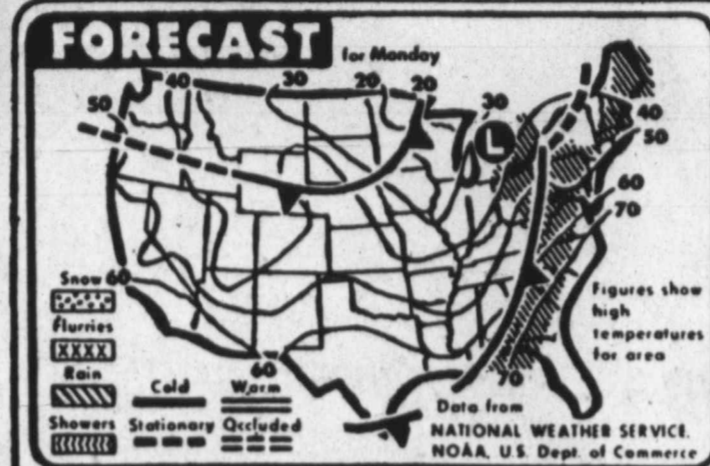 FORECAST
for Monday
40 30 20 20
50 30
L
40
50
60
70
Snow 60
Flurries
Rain
Showers
Cold Warm
Stationary Occluded
60
70
Figures show
high
temperatures
for area
Data from
NATIONAL WEATHER SERVICE,
NOAA, U.S. Dept. of Commerce